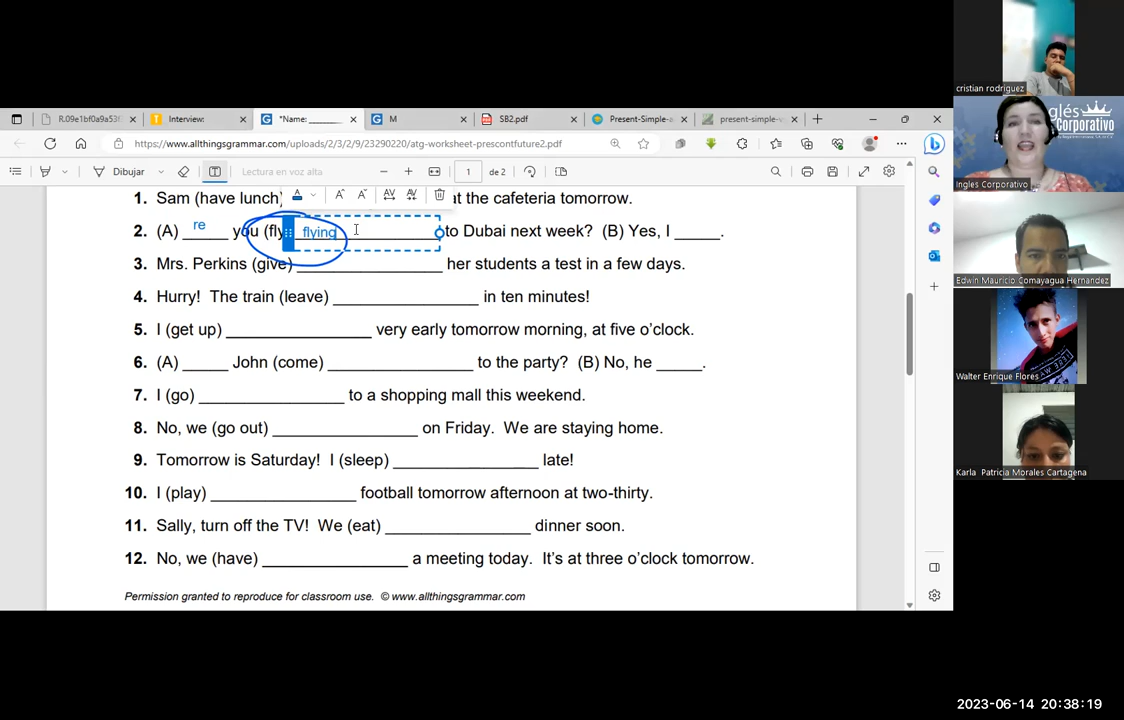 cristian rodriguez
glés
Corporativo
Ingles Corporativo
Edwin Mauricio Comayagua Hernandez
Walter Enrique Flores
Karla Patricia Morales Cartagena
R.09e1bf0a9a53f
Interview:
*Name: ______
M
SB2.pdf
Present-Simple-a
present-simple-v
https://www.allthingsgrammar.com/uploads/2/3/2/9/23290220/atg-worksheet-prescontfuture2.pdf
Dibujar
Lectura en voz alta
1
de 2
1. Sam (have lunch) at the cafeteria tomorrow.
re
flying
2. (A) _____ you (fly to Dubai next week? (B) Yes, I _____.
3. Mrs. Perkins (give) ________________ her students a test in a few days.
4. Hurry! The train (leave) ________________ in ten minutes!
5. I (get up) ________________ very early tomorrow morning, at five o'clock.
6. (A) _____ John (come) ________________ to the party? (B) No, he _____.
7. I (go) ________________ to a shopping mall this weekend.
8. No, we (go out) ________________ on Friday. We are staying home.
9. Tomorrow is Saturday! I (sleep) ________________ late!
10. I (play) ________________ football tomorrow afternoon at two-thirty.
11. Sally, turn off the TV! We (eat) ________________ dinner soon.
12. No, we (have) ________________ a meeting today. It's at three o'clock tomorrow.
Permission granted to reproduce for classroom use. © www.allthingsgrammar.com
2023-06-14 20:38:19